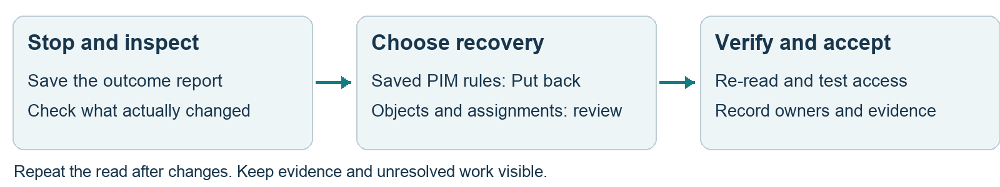 Stop and inspect
Save the outcome report
Check what actually changed
Choose recovery
Saved PIM rules: Put back
Objects and assignments: review
Verify and accept
Re-read and test access
Record owners and evidence
Repeat the read after changes. Keep evidence and unresolved work visible.